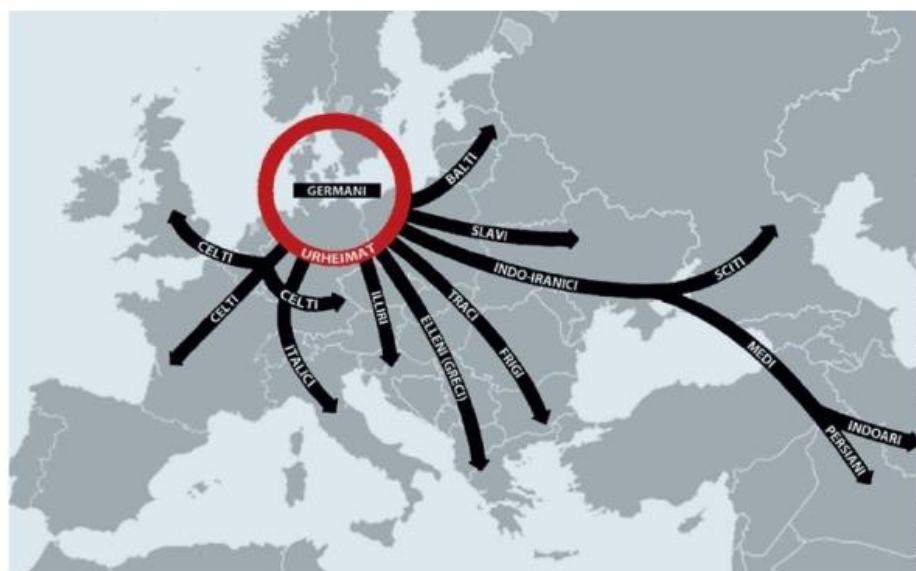 BALTI
GERMANI
SLAVI
URHEIMAT
CELTI
INDO-IRANICI
SCITI
CELTI
CELTI
ILLIRI
TRACI
ITALICI
ELLENI (GRECI)
FRIGI
MEDI
INDOARI
PERSIANI